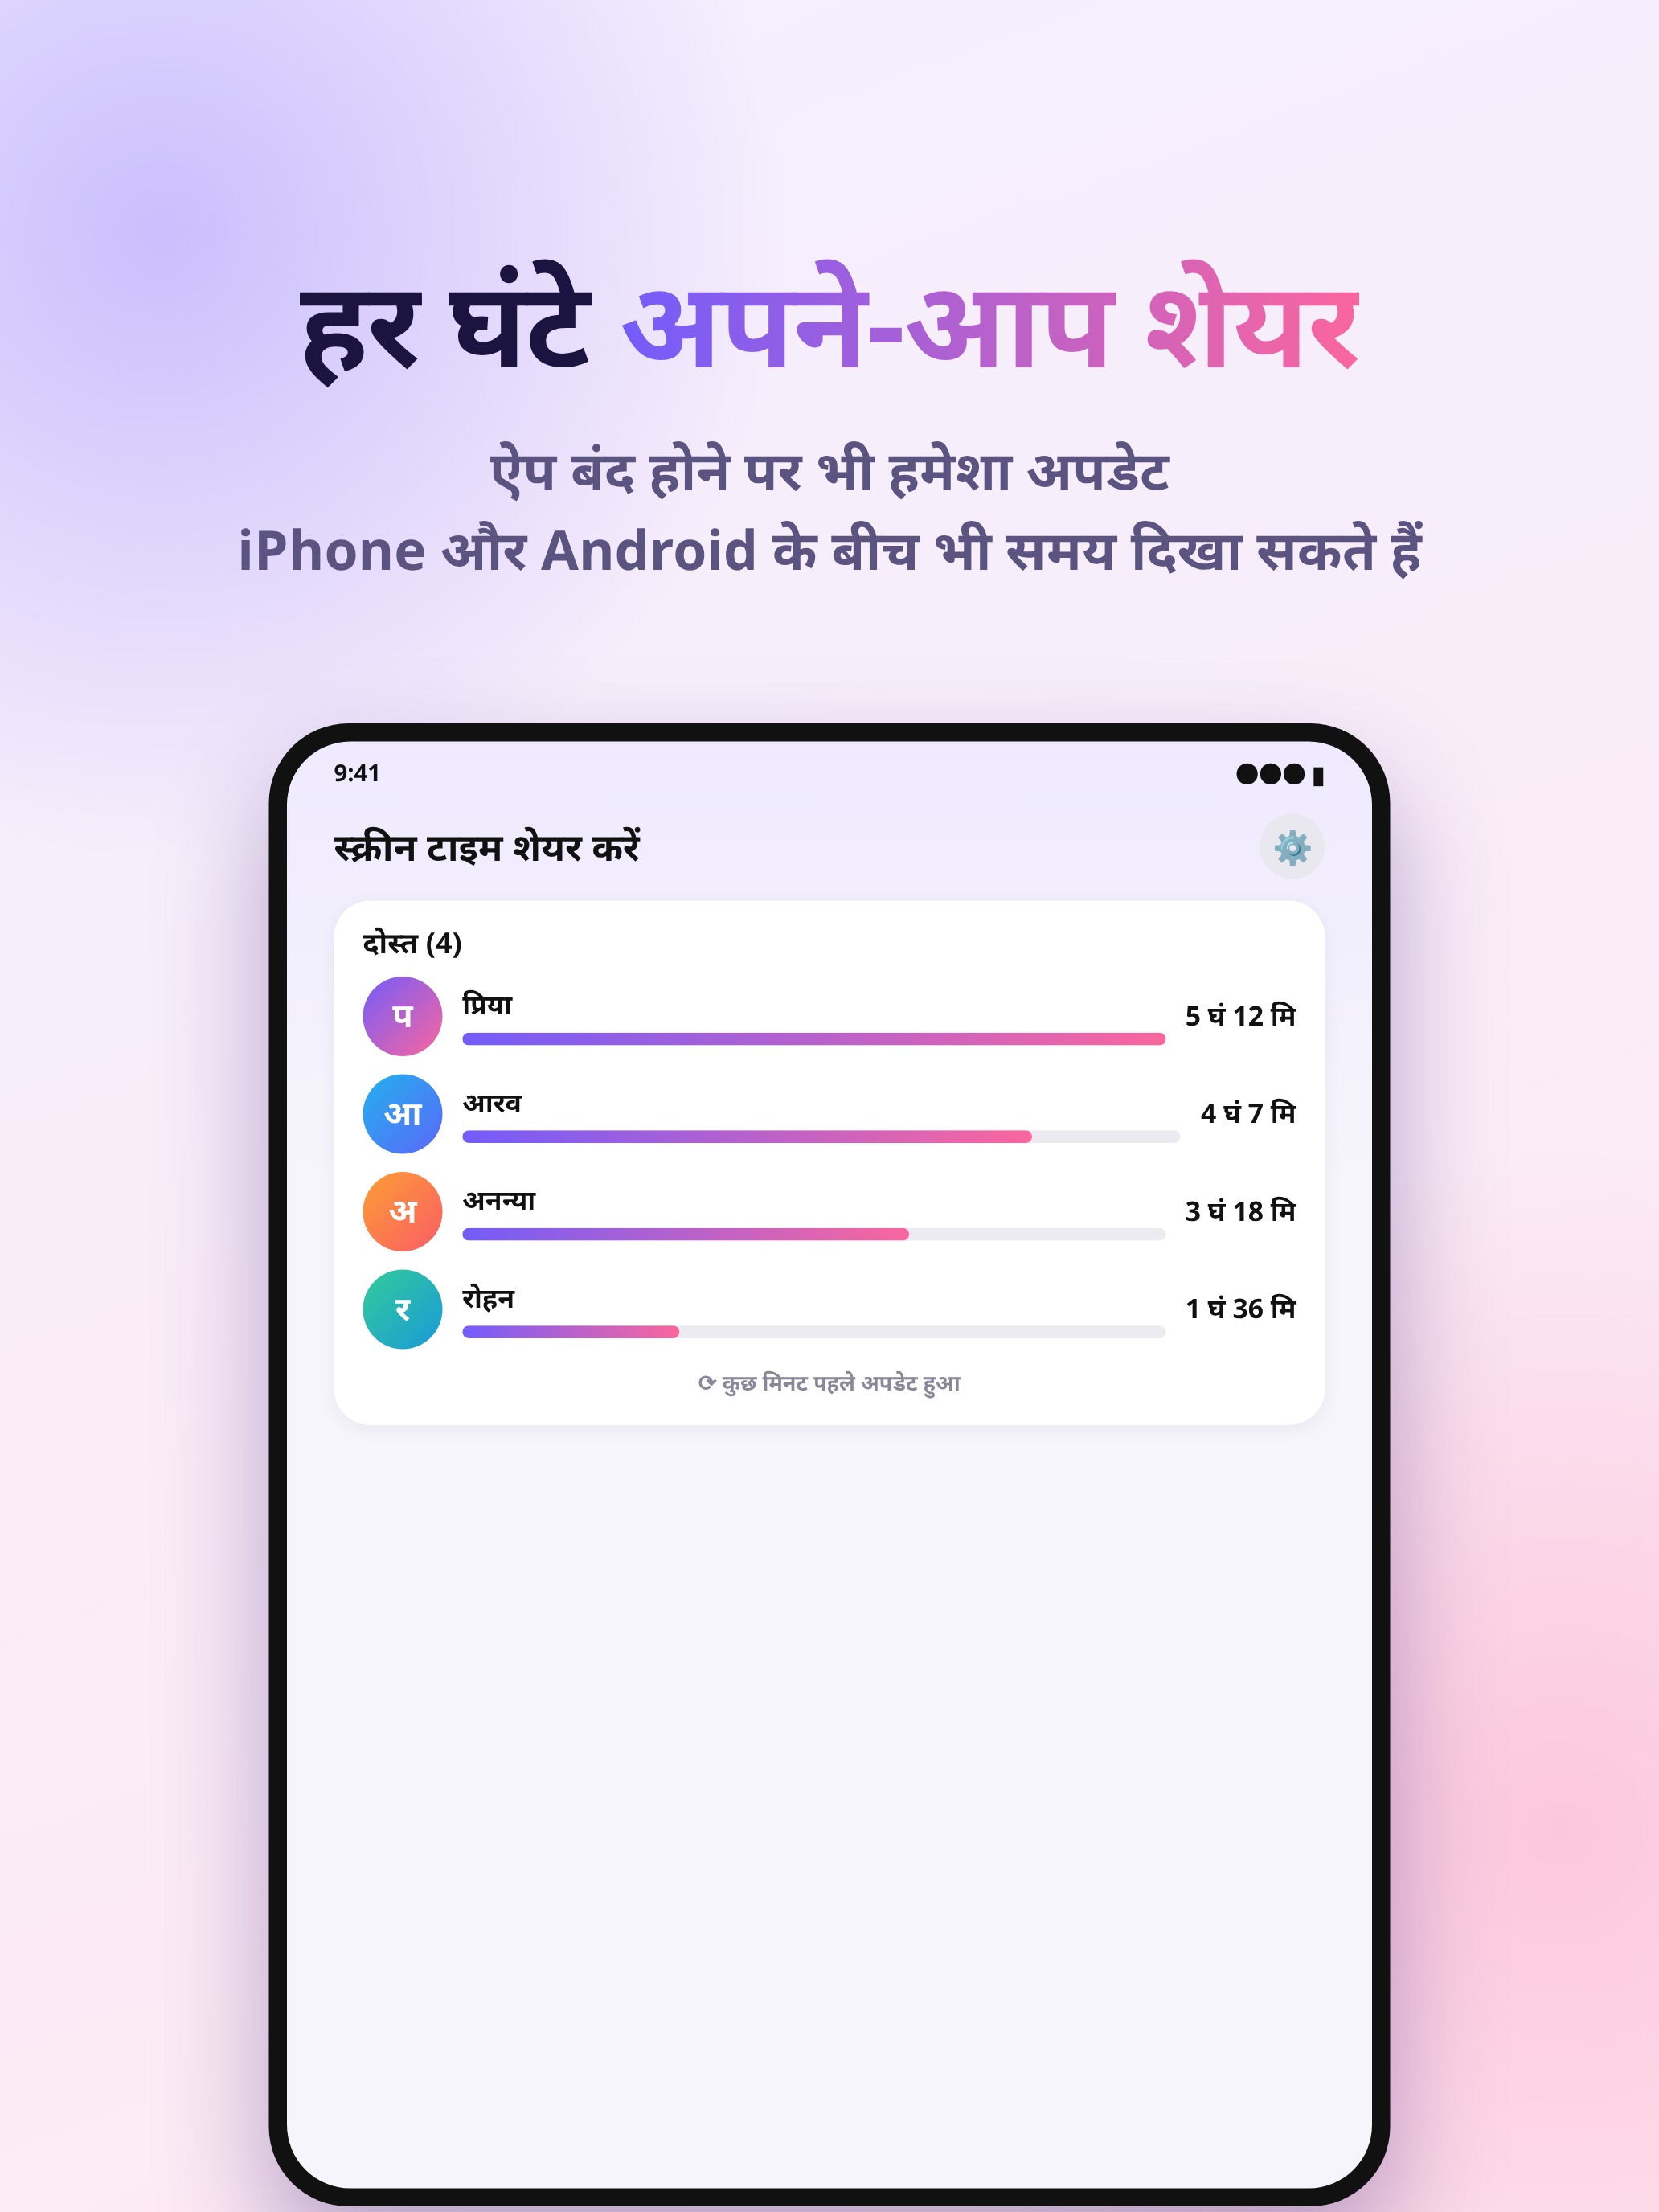 हर घंटे अपने-आप शेयर
ऐप बंद होने पर भी हमेशा अपडेट
iPhone और Android के बीच भी समय दिखा सकते हैं
9:41
स्क्रीन टाइम शेयर करें
दोस्त (4)
प
प्रिया
5 घं 12 मि
आ
आरव
4 घं 7 मि
अ
अनन्या
3 घं 18 मि
र
रोहन
1 घं 36 मि
⟳ कुछ मिनट पहले अपडेट हुआ